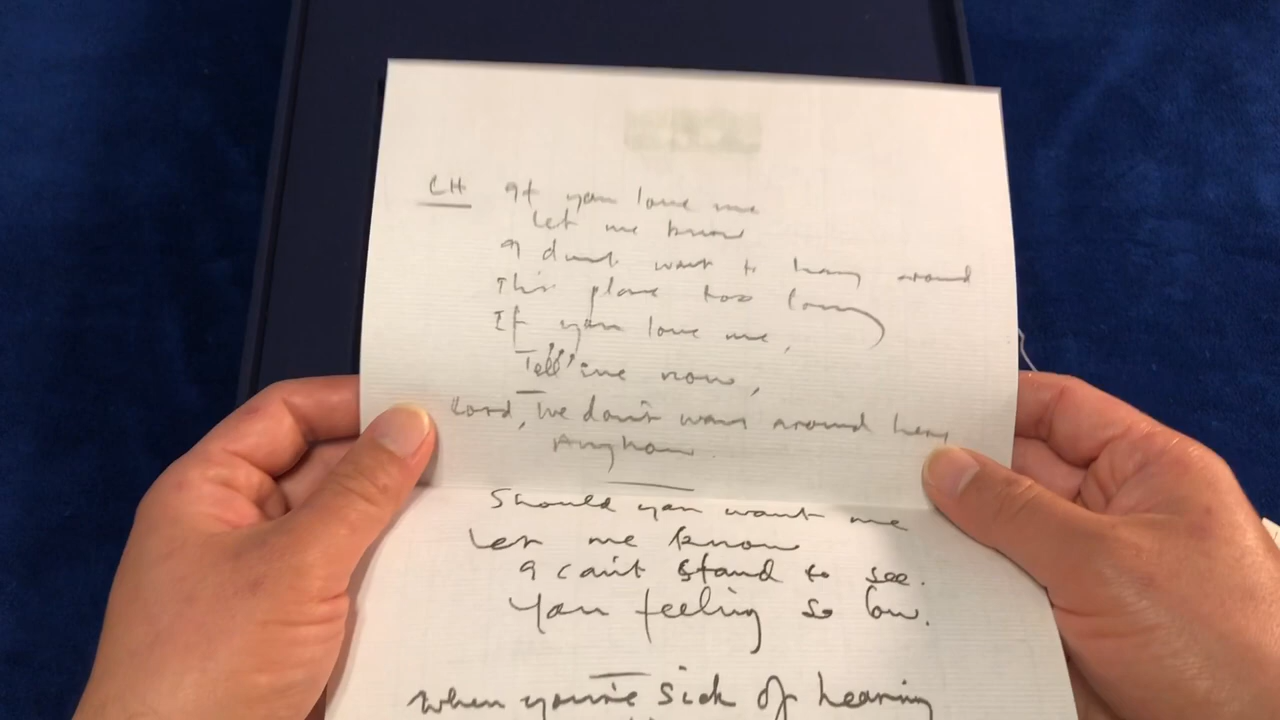 CH If you love me
Let me know
I dont want to hang around
This place too long
If you love me,
Tell me now,
Lord, we don't want around here
Anyhow.
Should you want me
Let me know
I can't stand to see.
You feeling so low.
When you're sick of hearing